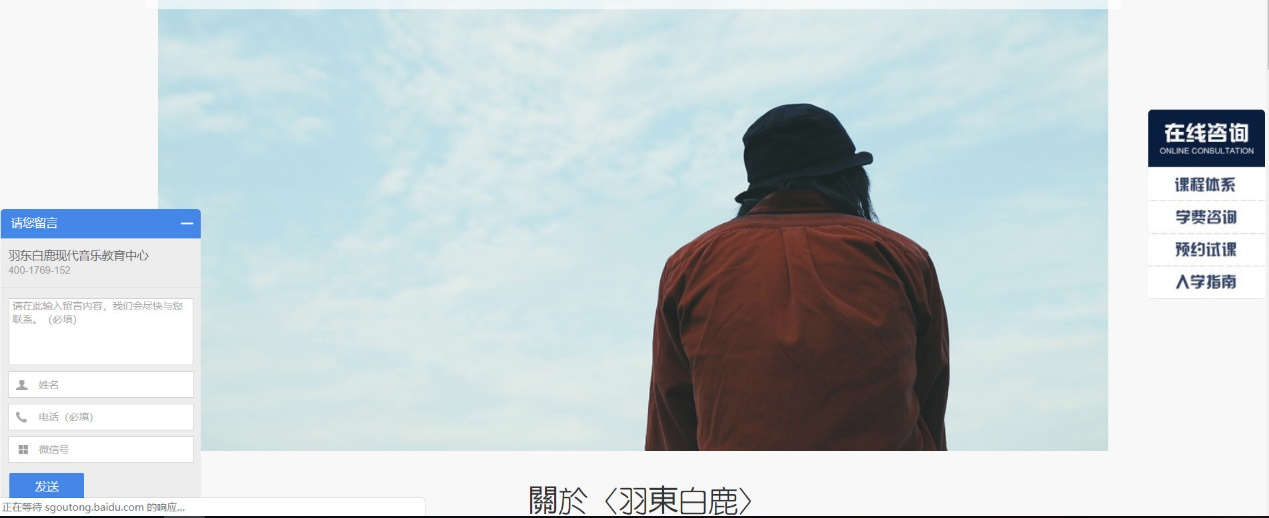 在线咨询
ONLINE CONSULTATION
课程体系
学费咨询
预约试课
入学指南
请您留言
羽东白鹿现代音乐教育中心
400-1769-152
请在此输入留言内容，我们会尽快与您
联系。（必填）
姓名
电话（必填）
微信号
发送
正在等待 sgoutong.baidu.com 的响应...
關於〈羽東白鹿〉